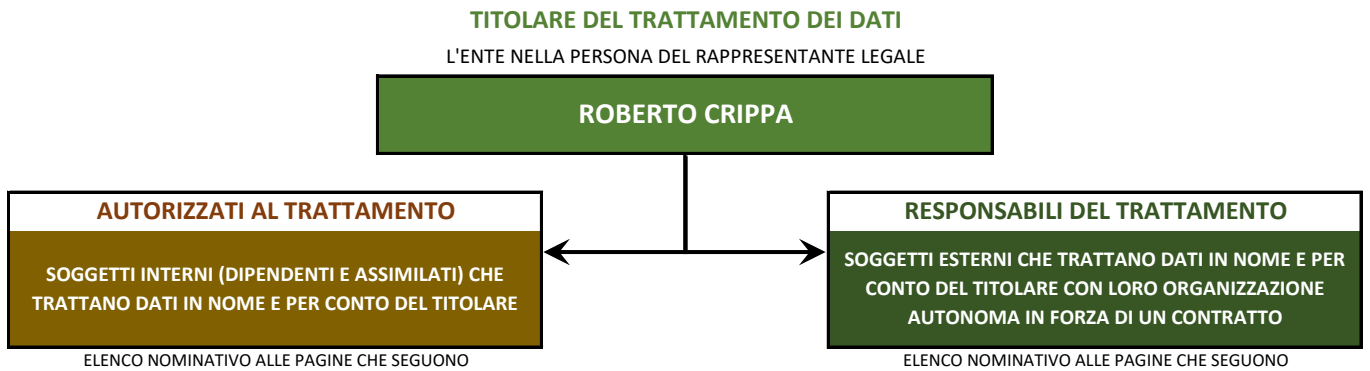 TITOLARE DEL TRATTAMENTO DEI DATI
L'ENTE NELLA PERSONA DEL RAPPRESENTANTE LEGALE
ROBERTO CRIPPA
AUTORIZZATI AL TRATTAMENTO
SOGGETTI INTERNI (DIPENDENTI E ASSIMILATI) CHE
TRATTANO DATI IN NOME E PER CONTO DEL TITOLARE
ELENCO NOMINATIVO ALLE PAGINE CHE SEGUONO
RESPONSABILI DEL TRATTAMENTO
SOGGETTI ESTERNI CHE TRATTANO DATI IN NOME E PER
CONTO DEL TITOLARE CON LORO ORGANIZZAZIONE
AUTONOMA IN FORZA DI UN CONTRATTO
ELENCO NOMINATIVO ALLE PAGINE CHE SEGUONO